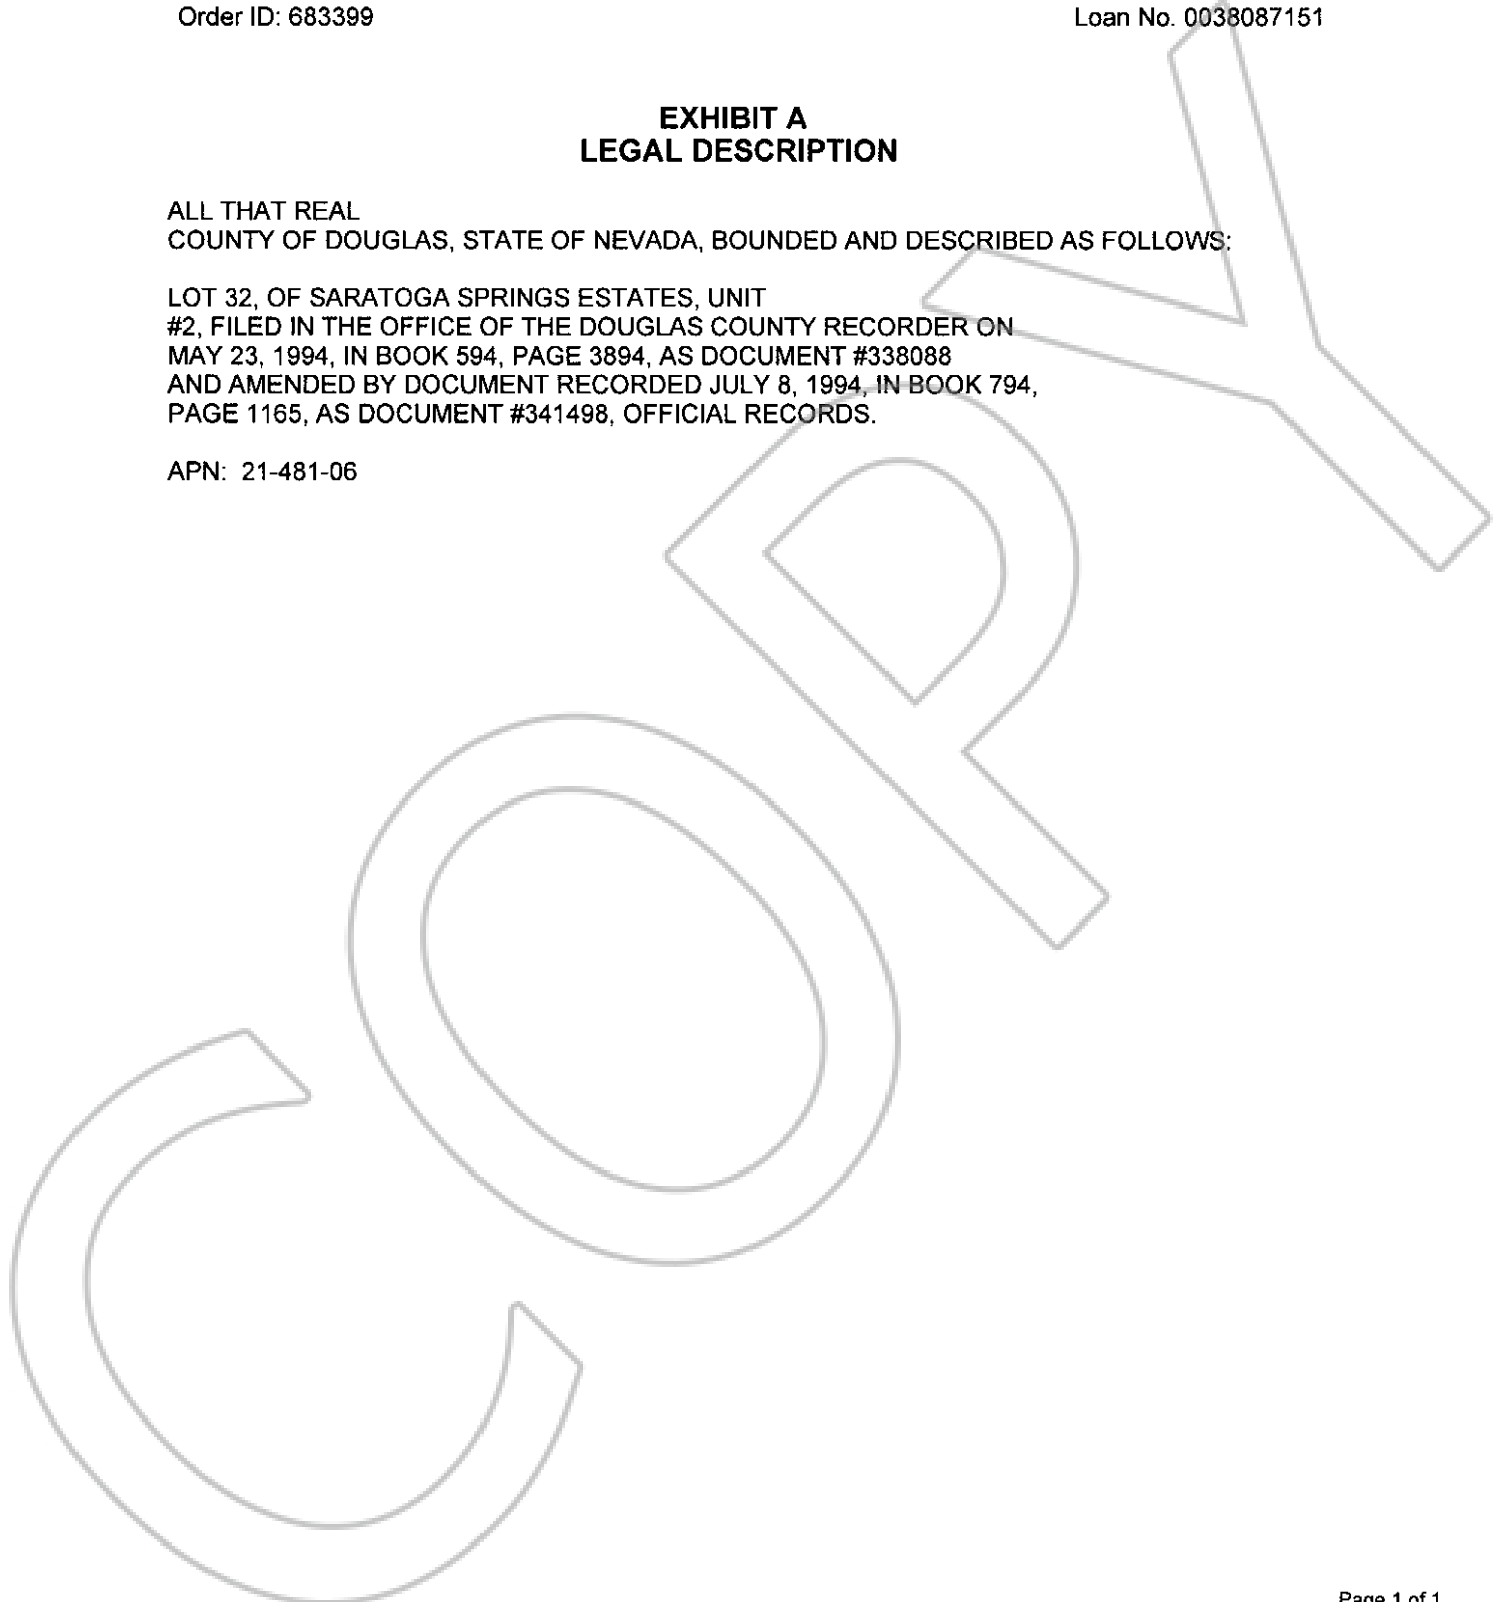 Order ID: 683399 Loan No. 0038087151
EXHIBIT A
LEGAL DESCRIPTION
ALL THAT REAL
COUNTY OF DOUGLAS, STATE OF NEVADA, BOUNDED AND DESCRIBED AS FOLLOWS:
LOT 32, OF SARATOGA SPRINGS ESTATES, UNIT
#2, FILED IN THE OFFICE OF THE DOUGLAS COUNTY RECORDER ON
MAY 23, 1994, IN BOOK 594, PAGE 3894, AS DOCUMENT #338088
AND AMENDED BY DOCUMENT RECORDED JULY 8, 1994, IN BOOK 794,
PAGE 1165, AS DOCUMENT #341498, OFFICIAL RECORDS.
APN: 21-481-06
COPY
Page 1 of 1